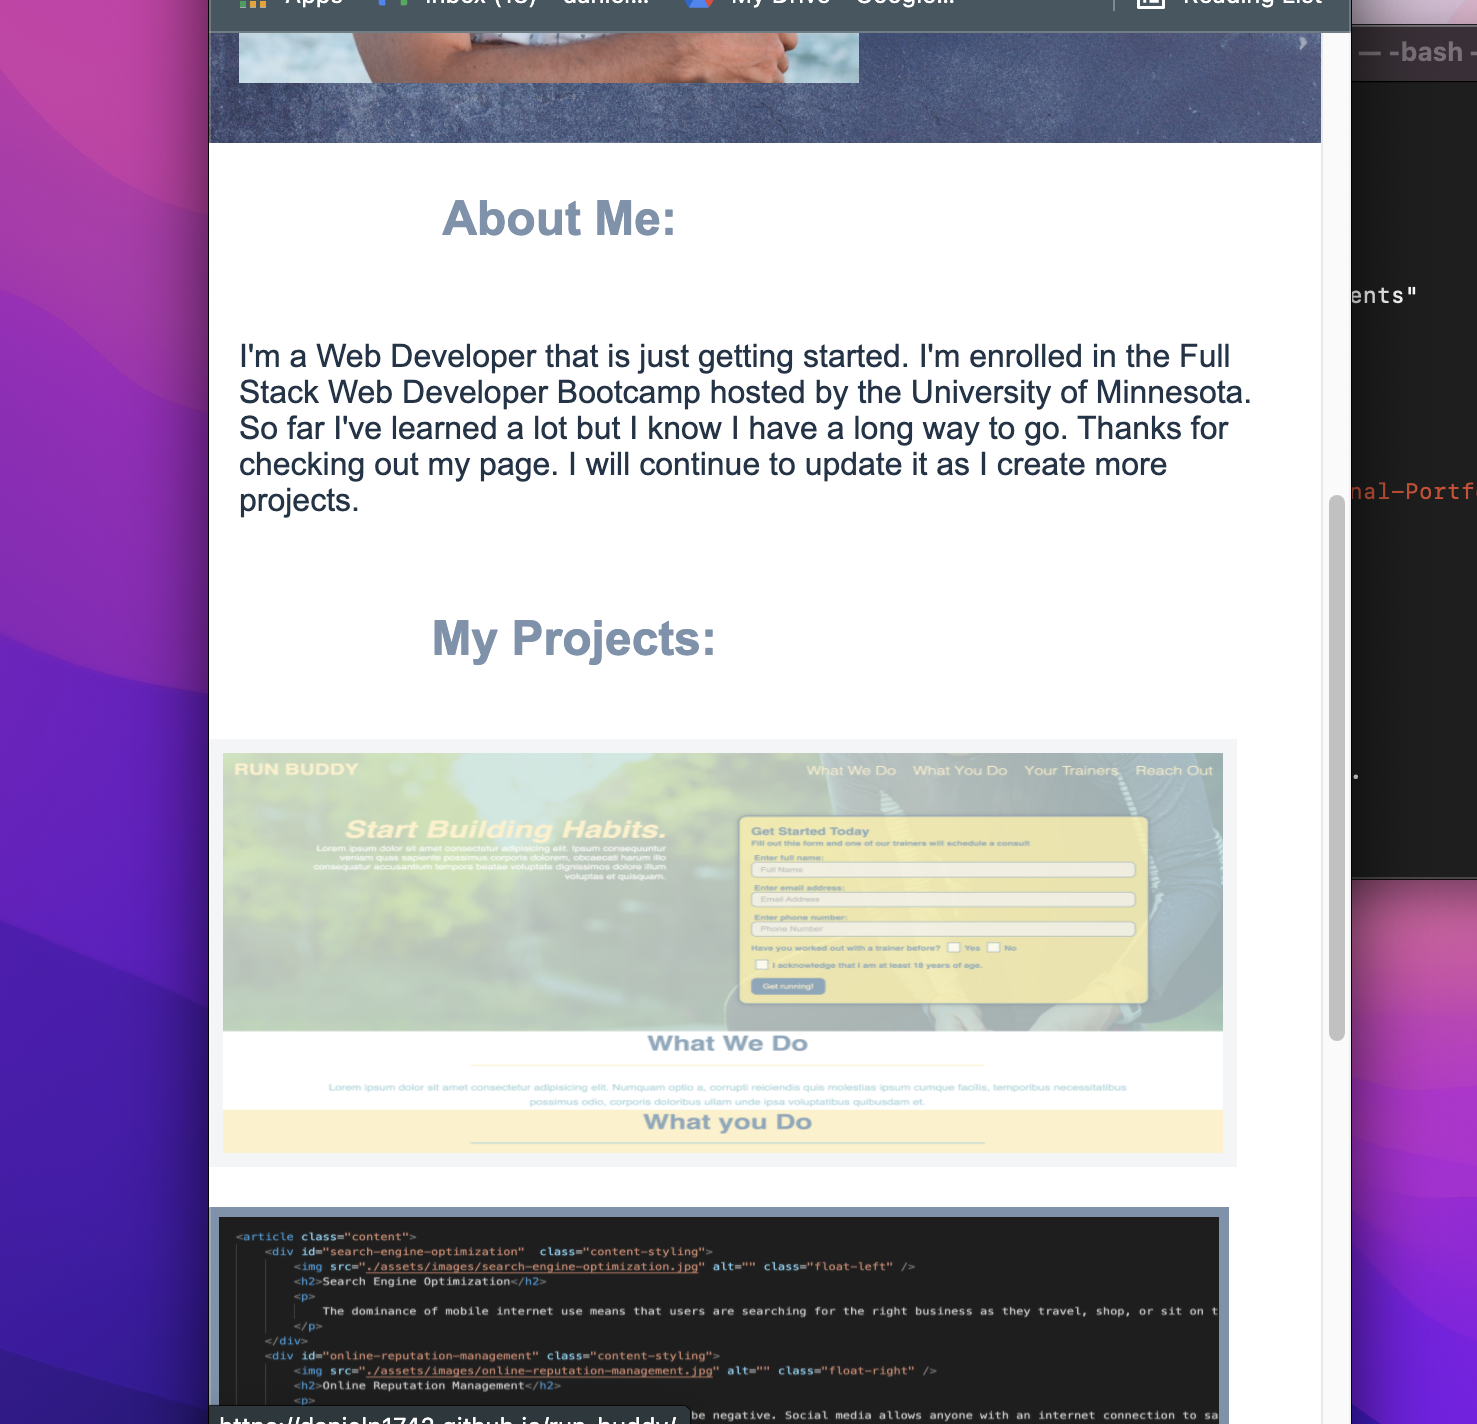 Apps
Inbox (18) - daniel...
My Drive - Google...
Reading List
— -bash -
About Me:
ents"
I'm a Web Developer that is just getting started. I'm enrolled in the Full
Stack Web Developer Bootcamp hosted by the University of Minnesota.
So far I've learned a lot but I know I have a long way to go. Thanks for
checking out my page. I will continue to update it as I create more
projects.
nal-Portf
My Projects:
RUN BUDDY
What We Do What You Do Your Trainers Reach Out
Start Building Habits.
Lorem ipsum dolor sit amet consectetur adipisicing elit. Ipsum consequuntur
veniam quas sapiente possimus corporis dolorem, obcaecati harum illo
consequatur accusantium tempora beatae voluptate dignissimos dolore illum
voluptas et quisquam.
Get Started Today
Fill out this form and one of our trainers will schedule a consult
Enter full name:
Full Name
Enter email address:
Email Address
Enter phone number:
Phone Number
Have you worked out with a trainer before? Yes No
I acknowledge that I am at least 18 years of age.
Get running!
What We Do
Lorem ipsum dolor sit amet consectetur adipisicing elit. Numquam optio a, corrupti reiciendis quis molestias ipsum cumque facilis, temporibus necessitatibus
possimus odio, corporis doloribus ullam unde ipsa voluptatibus quibusdam et.
What you Do
<article class="content">
<div id="search-engine-optimization" class="content-styling">
<img src="./assets/images/search-engine-optimization.jpg" alt="" class="float-left" />
<h2>Search Engine Optimization</h2>
<p>
The dominance of mobile internet use means that users are searching for the right business as they travel, shop, or sit on t
</p>
</div>
<div id="online-reputation-management" class="content-styling">
<img src="./assets/images/online-reputation-management.jpg" alt="" class="float-right" />
<h2>Online Reputation Management</h2>
<p>
be negative. Social media allows anyone with an internet connection to sa